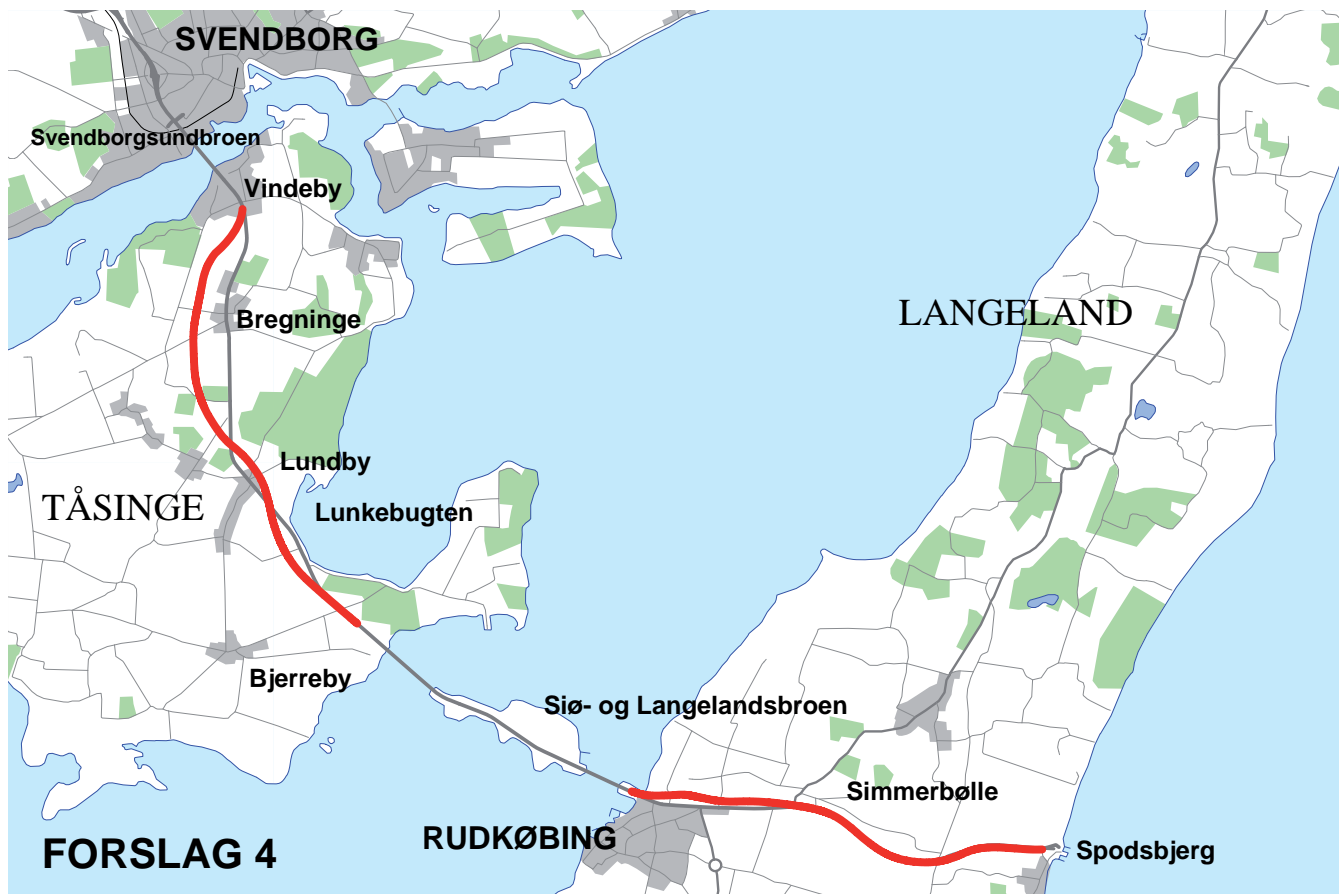 SVENDBORG
Svendborgsundbroen
Vindeby
Bregninge
LANGELAND
Lundby
TÅSINGE
Lunkebugten
Bjerreby
Siø- og Langelandsbroen
Simmerbølle
RUDKØBING
FORSLAG 4
Spodsbjerg